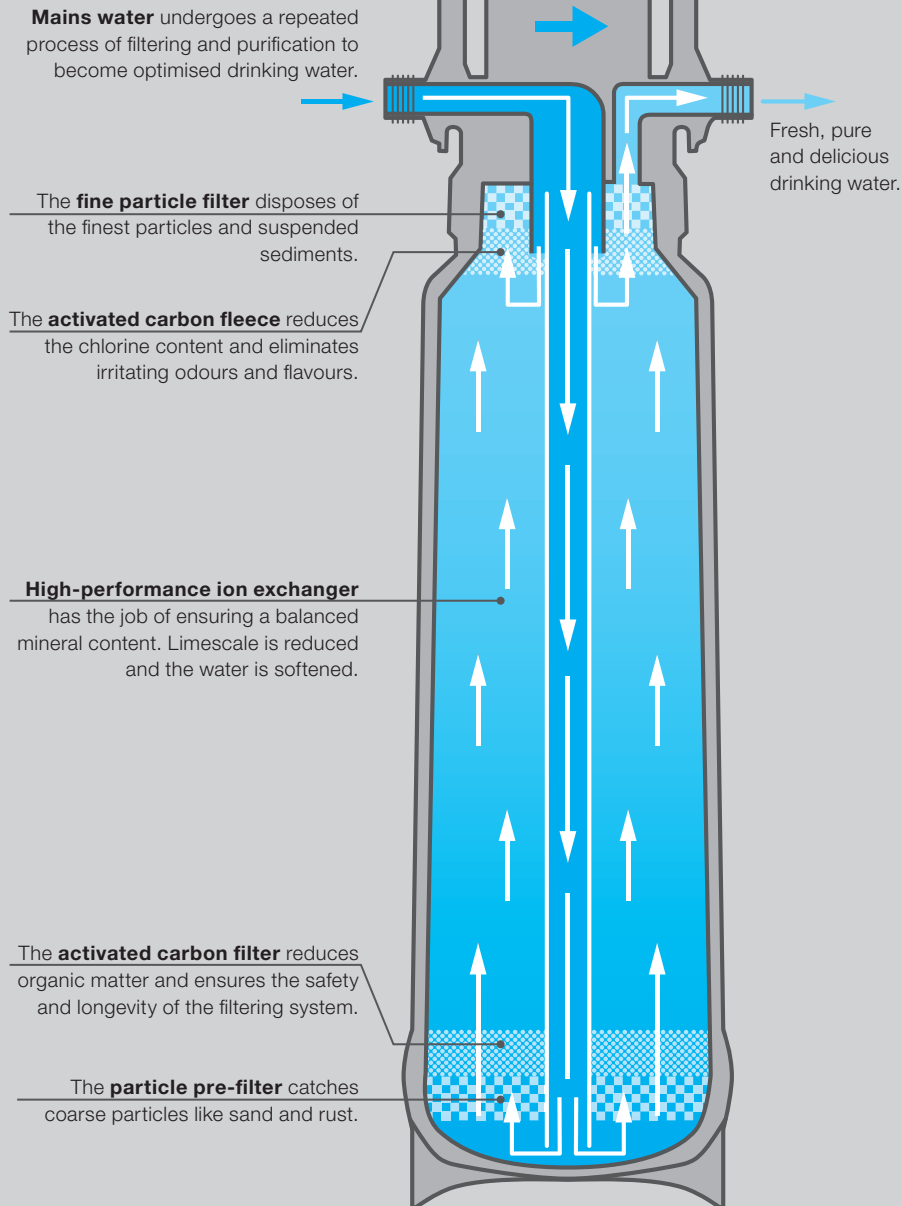 Mains water undergoes a repeated
process of filtering and purification to
become optimised drinking water.
Fresh, pure
and delicious
drinking water.
The fine particle filter disposes of
the finest particles and suspended
sediments.
The activated carbon fleece reduces
the chlorine content and eliminates
irritating odours and flavours.
High-performance ion exchanger
has the job of ensuring a balanced
mineral content. Limescale is reduced
and the water is softened.
The activated carbon filter reduces
organic matter and ensures the safety
and longevity of the filtering system.
The particle pre-filter catches
coarse particles like sand and rust.